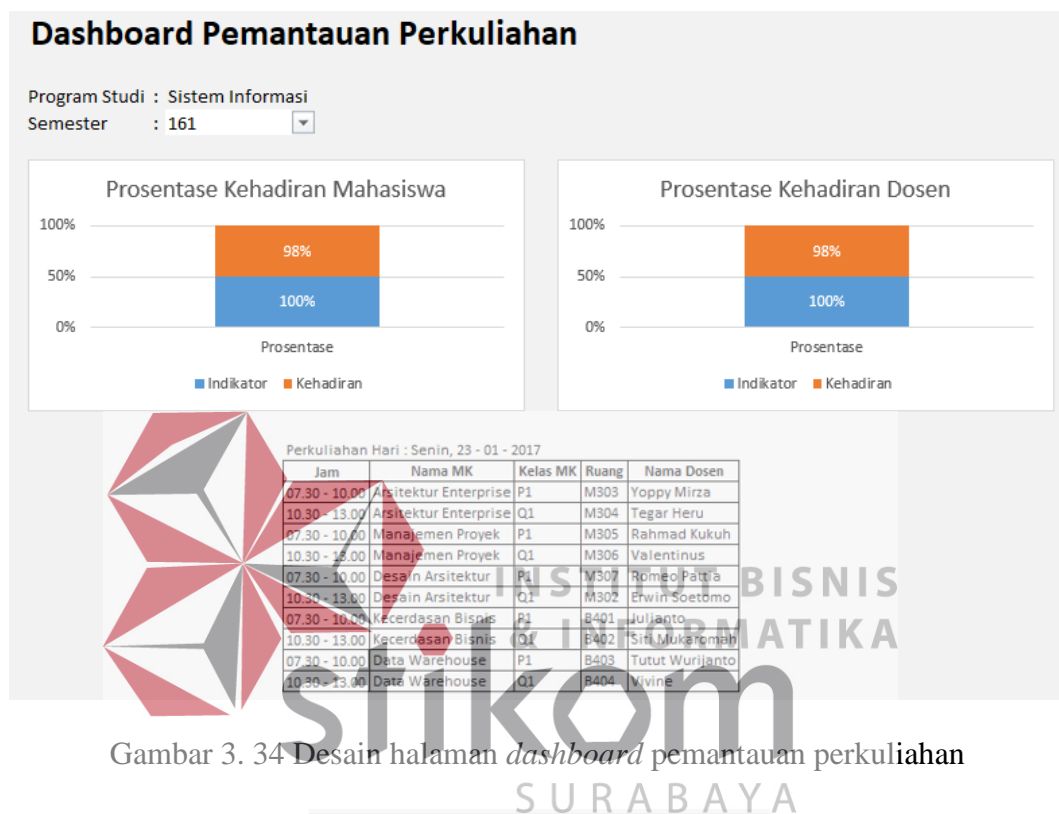 Dashboard Pemantauan Perkuliahan
Program Studi : Sistem Informasi
Semester : 161
Prosentase Kehadiran Mahasiswa
100%
50%
0%
98%
100%
Prosentase
Indikator Kehadiran
Prosentase Kehadiran Dosen
100%
50%
0%
98%
100%
Prosentase
Indikator Kehadiran
Perkuliahan Hari : Senin, 23 - 01 - 2017
Jam Nama MK Kelas MK Ruang Nama Dosen
07.30 - 10.00 Arsitektur Enterprise P1 M303 Yoppy Mirza
10.30 - 13.00 Arsitektur Enterprise Q1 M304 Tegar Heru
07.30 - 10.00 Manajemen Proyek P1 M305 Rahmad Kukuh
10.30 - 13.00 Manajemen Proyek Q1 M306 Valentinus
07.30 - 10.00 Desain Arsitektur P1 M307 Romeo Pattia
10.30 - 13.00 Desain Arsitektur Q1 M302 Erwin Soetomo
07.30 - 10.00 Kecerdasan Bisnis P1 B401 Julianto
10.30 - 13.00 Kecerdasan Bisnis Q1 B402 Siti Mukaromah
07.30 - 10.00 Data Warehouse P1 B403 Tutut Wurijanto
10.30 - 13.00 Data Warehouse Q1 B404 Vivine
INSTITUT BISNIS
& INFORMATIKA
stikom
SURABAYA
Gambar 3. 34 Desain halaman dashboard pemantauan perkuliahan